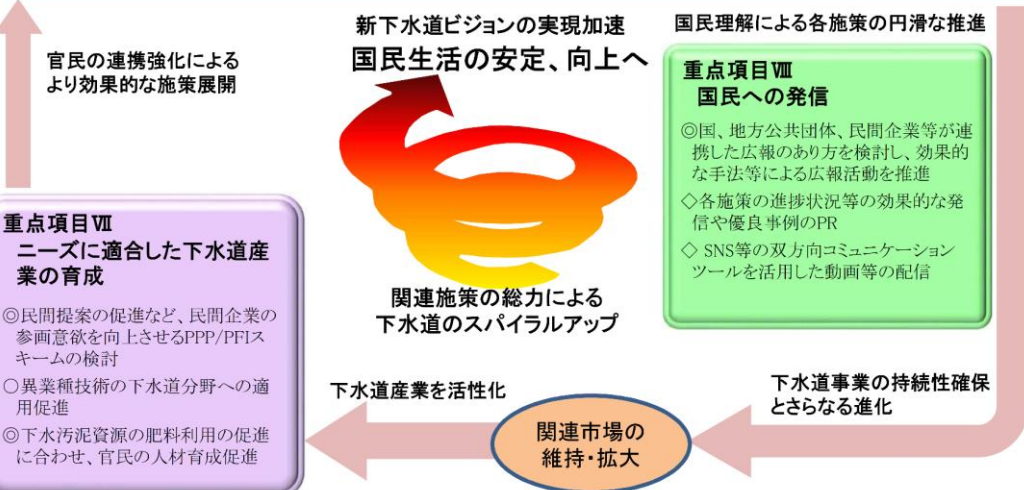 官民の連携強化による
より効果的な施策展開
新下水道ビジョンの実現加速
国民生活の安定、向上へ
国民理解による各施策の円滑な推進
重点項目Ⅷ
国民への発信
◎国、地方公共団体、民間企業等が連
携した広報のあり方を検討し、効果的
な手法等による広報活動を推進
◇各施策の進捗状況等の効果的な発
信や優良事例のPR
◇ SNS等の双方向コミュニケーション
ツールを活用した動画等の配信
重点項目Ⅶ
ニーズに適合した下水道産
業の育成
◎民間提案の促進など、民間企業の
参画意欲を向上させるPPP/PFIス
キームの検討
○異業種技術の下水道分野への適
用促進
◎下水汚泥資源の肥料利用の促進
に合わせ、官民の人材育成促進
関連施策の総力による
下水道のスパイラルアップ
下水道産業を活性化
関連市場の
維持・拡大
下水道事業の持続性確保
とさらなる進化